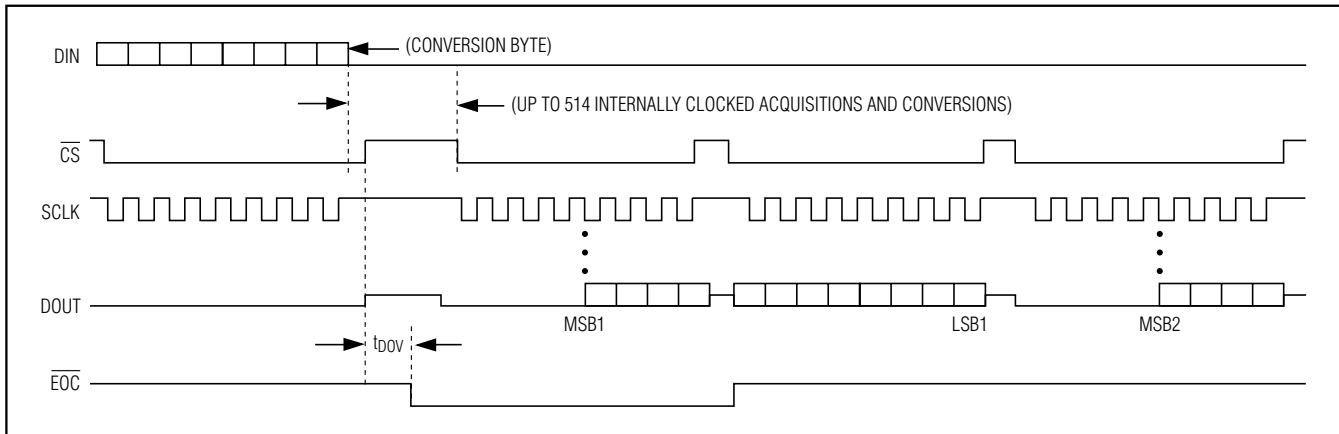 DIN
(CONVERSION BYTE)
(UP TO 514 INTERNALLY CLOCKED ACQUISITIONS AND CONVERSIONS)
CS
SCLK
DOUT
MSB1
LSB1
MSB2
tDOV
EOC